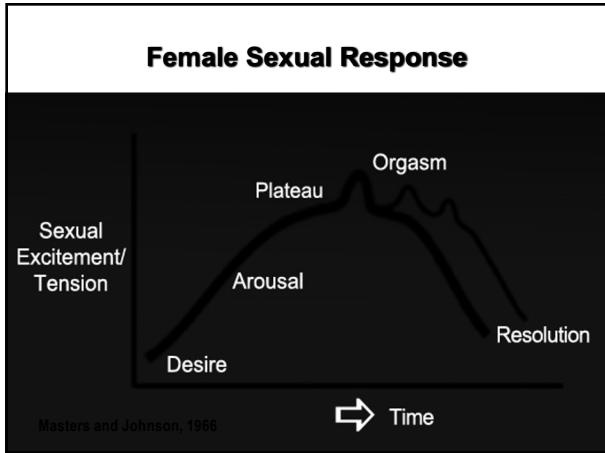 Female Sexual Response
Orgasm
Plateau
Sexual
Excitement/
Tension
Arousal
Resolution
Desire
Time
Masters and Johnson, 1966